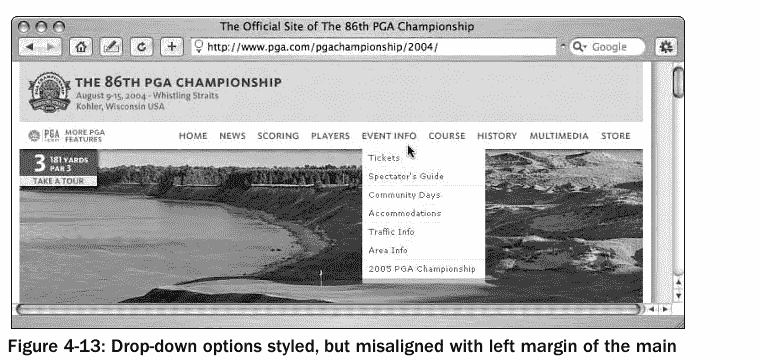 The Official Site of The 86th PGA Championship
http://www.pga.com/pgachampionship/2004/
Google
THE 86TH PGA CHAMPIONSHIP
August 9-15, 2004 - Whistling Straits
Kohler, Wisconsin USA
PGA
MORE PGA
FEATURES
HOME NEWS SCORING PLAYERS EVENT INFO COURSE HISTORY MULTIMEDIA STORE
3 181 YARDS
PAR 3
TAKE A TOUR
Tickets
Spectator's Guide
Community Days
Accommodations
Traffic Info
Area Info
2005 PGA Championship
Figure 4-13: Drop-down options styled, but misaligned with left margin of the main